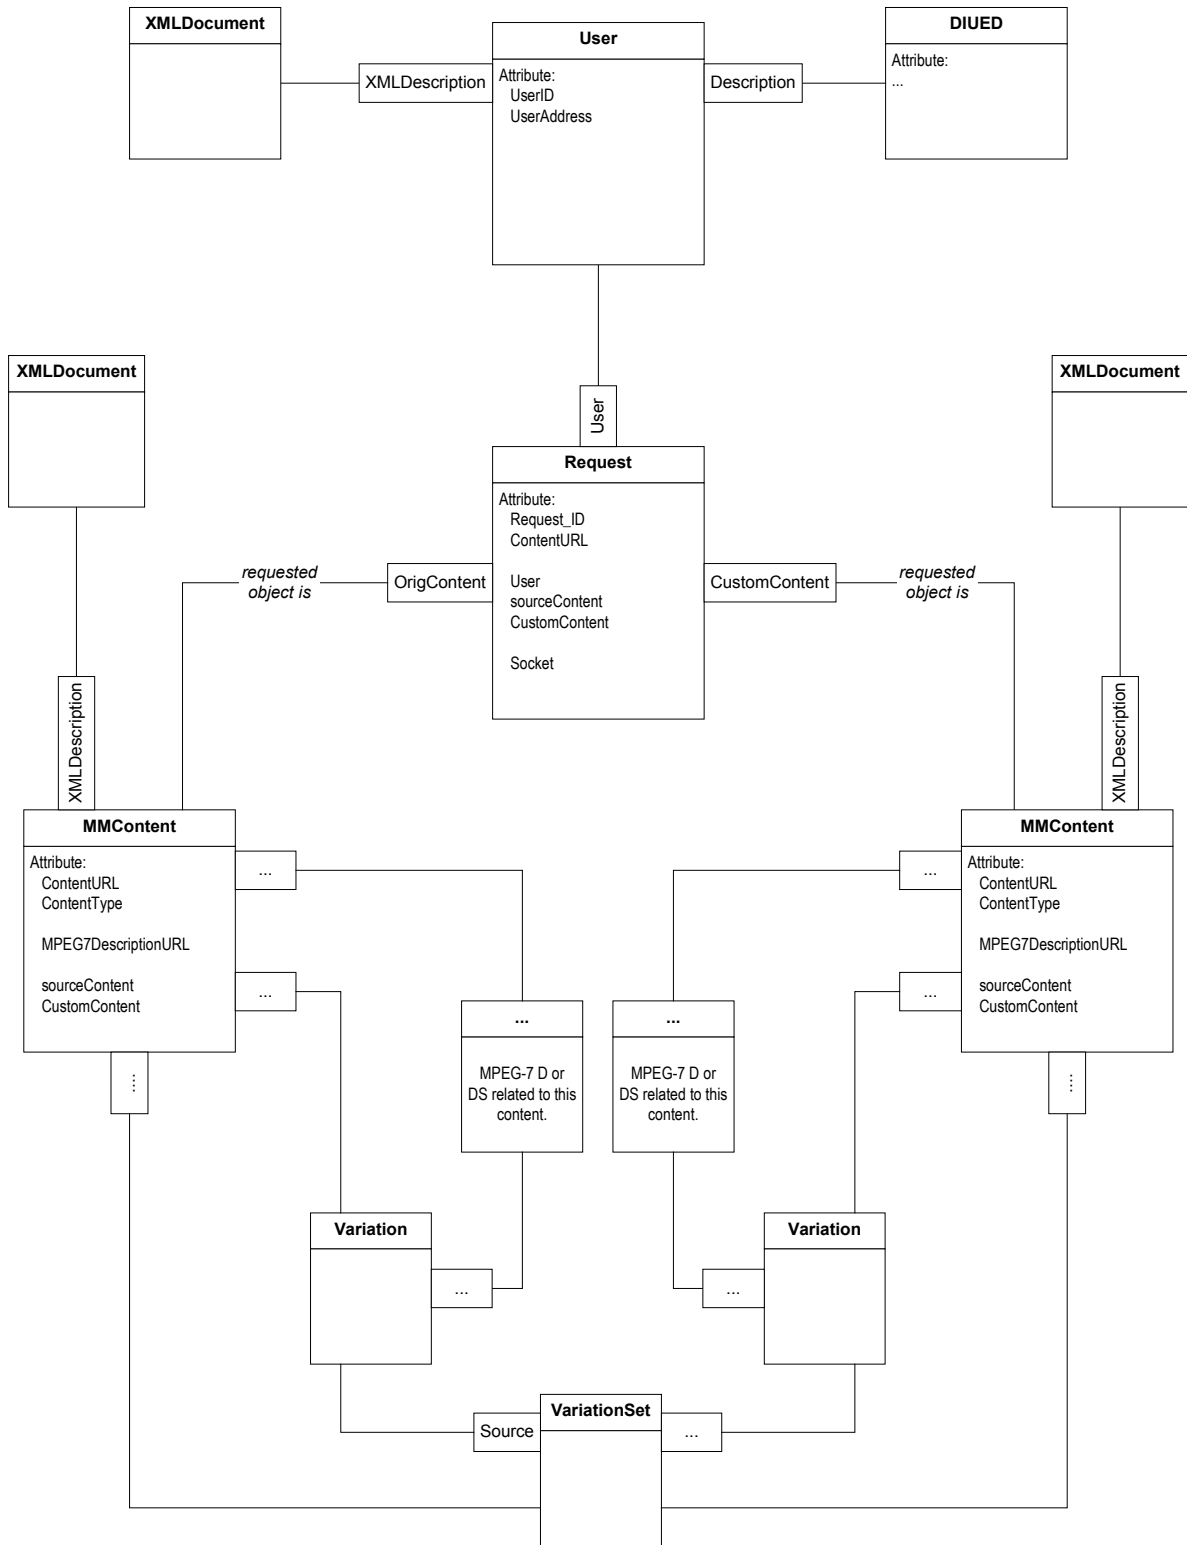 XMLDocument
User
DIUED
XMLDescription
Attribute:
UserID
UserAddress
Description
Attribute:
...
XMLDocument
XMLDocument
User
Request
Attribute:
Request_ID
ContentURL
User
sourceContent
CustomContent
Socket
requested
object is
OrigContent
CustomContent
requested
object is
XMLDescription
XMLDescription
MMContent
Attribute:
ContentURL
ContentType
MPEG7DescriptionURL
sourceContent
CustomContent
...
...
....
MMContent
Attribute:
ContentURL
ContentType
MPEG7DescriptionURL
sourceContent
CustomContent
...
...
....
...
MPEG-7 D or
DS related to this
content.
...
MPEG-7 D or
DS related to this
content.
Variation
...
Variation
...
VariationSet
Source
...